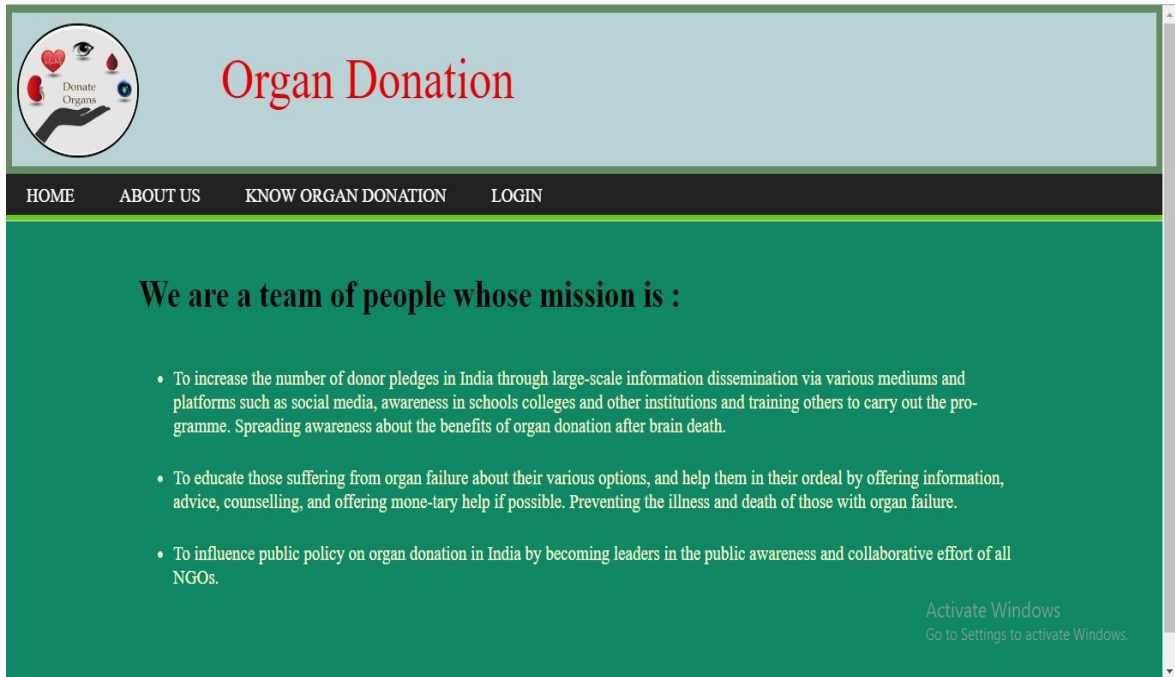 Donate
Organs
Organ Donation
HOME ABOUT US KNOW ORGAN DONATION LOGIN
We are a team of people whose mission is :
• To increase the number of donor pledges in India through large-scale information dissemination via various mediums and
platforms such as social media, awareness in schools colleges and other institutions and training others to carry out the pro-
gramme. Spreading awareness about the benefits of organ donation after brain death.
• To educate those suffering from organ failure about their various options, and help them in their ordeal by offering information,
advice, counselling, and offering mone-tary help if possible. Preventing the illness and death of those with organ failure.
• To influence public policy on organ donation in India by becoming leaders in the public awareness and collaborative effort of all
NGOs.
Activate Windows
Go to Settings to activate Windows.